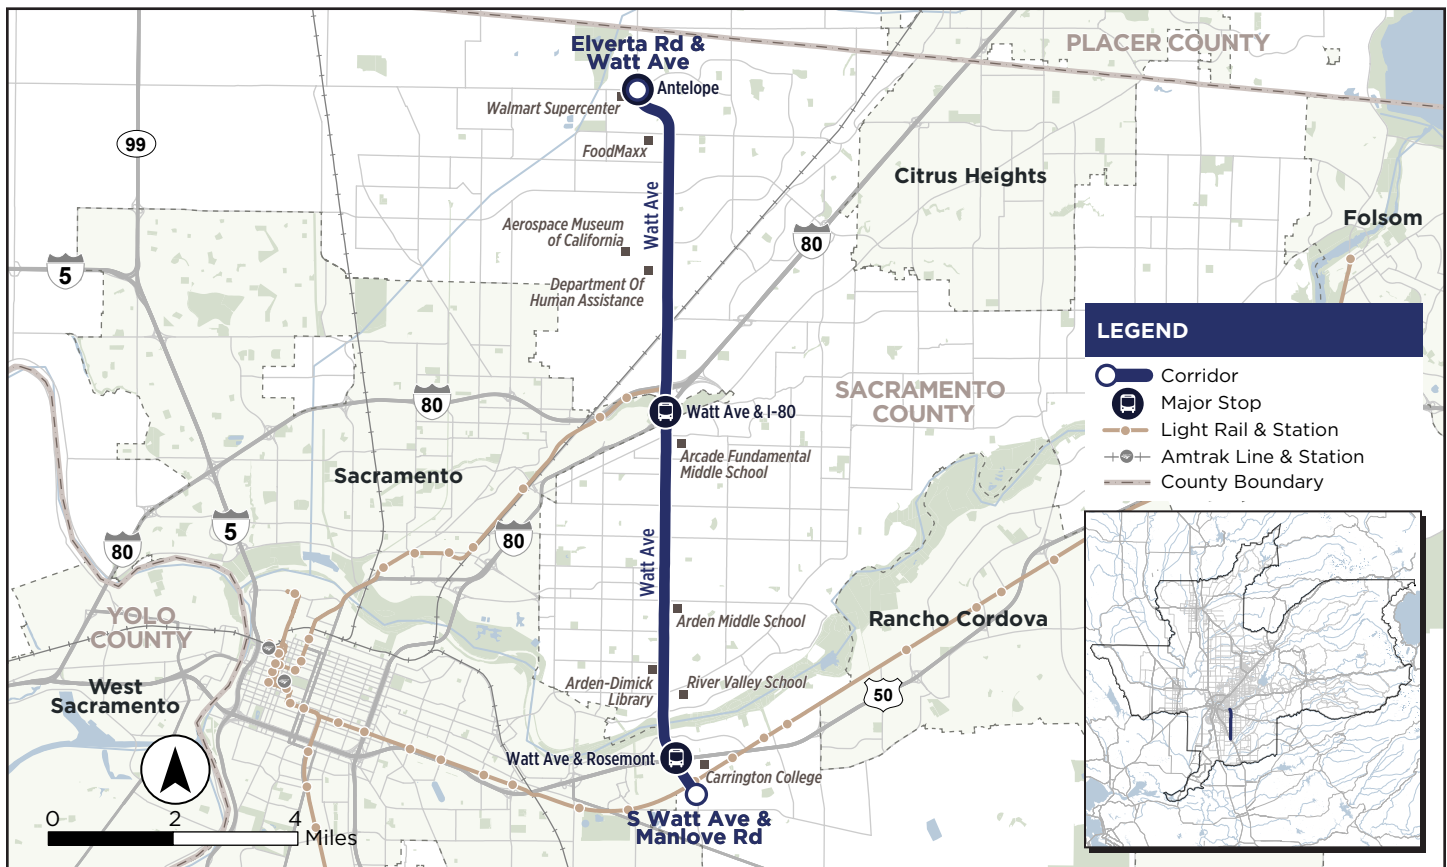 Elverta Rd &
Watt Ave
PLACER COUNTY
Antelope
Walmart Supercenter
99
FoodMaxx
Citrus Heights
Folsom
Watt Ave
Aerospace Museum
of California
80
5
Department Of
Human Assistance
LEGEND
Corridor
Major Stop
Light Rail & Station
Amtrak Line & Station
County Boundary
80
SACRAMENTO
COUNTY
Watt Ave & I-80
Arcade Fundamental
Middle School
Sacramento
5
80
80
Watt Ave
YOLO
COUNTY
Arden Middle School
Rancho Cordova
West
Sacramento
Arden-Dimick
Library
River Valley School
50
Watt Ave & Rosemont
Carrington College
S Watt Ave &
Manlove Rd
0 2 4
Miles